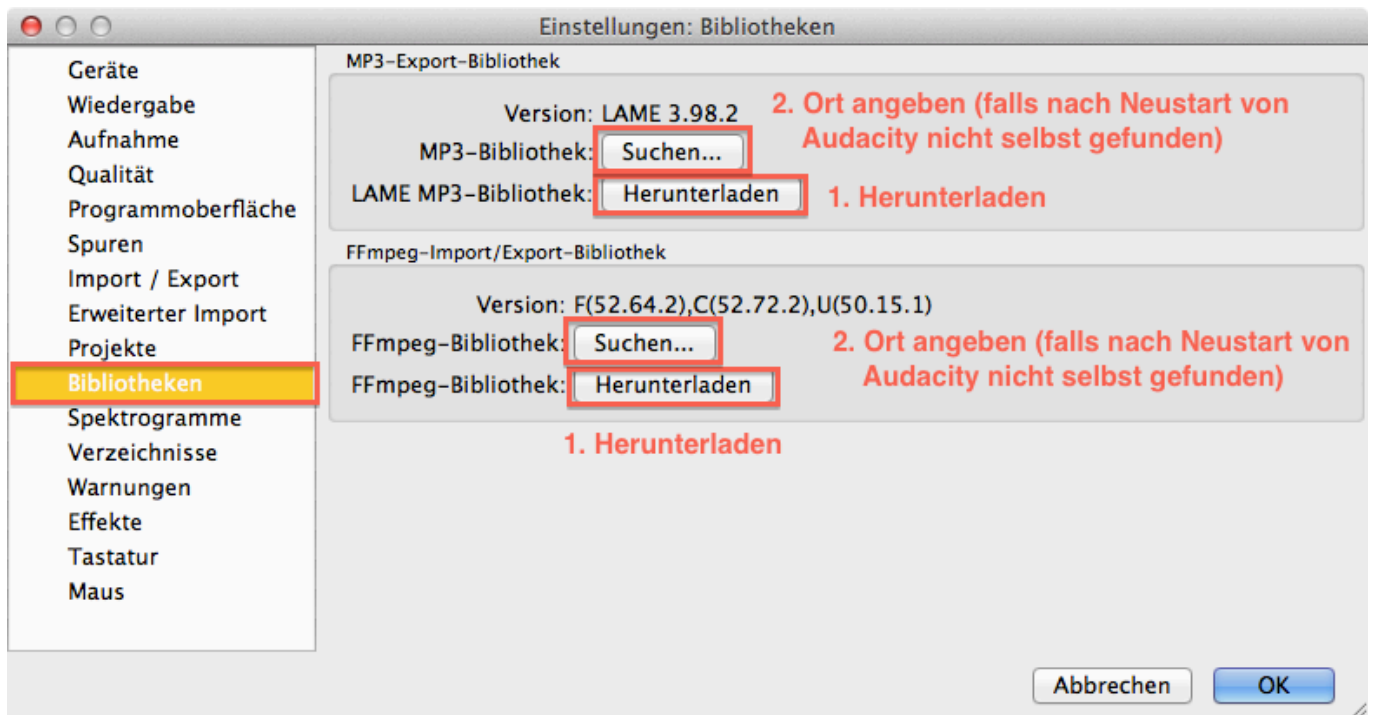 Einstellungen: Bibliotheken
Geräte
Wiedergabe
Aufnahme
Qualität
Programmoberfläche
Spuren
Import / Export
Erweiterter Import
Projekte
Bibliotheken
Spektrogramme
Verzeichnisse
Warnungen
Effekte
Tastatur
Maus
MP3-Export-Bibliothek
Version: LAME 3.98.2
MP3-Bibliothek: Suchen...
2. Ort angeben (falls nach Neustart von
Audacity nicht selbst gefunden)
LAME MP3-Bibliothek: Herunterladen
1. Herunterladen
FFmpeg-Import/Export-Bibliothek
Version: F(52.64.2),C(52.72.2),U(50.15.1)
FFmpeg-Bibliothek: Suchen...
2. Ort angeben (falls nach Neustart von
Audacity nicht selbst gefunden)
FFmpeg-Bibliothek: Herunterladen
1. Herunterladen
Abbrechen
OK